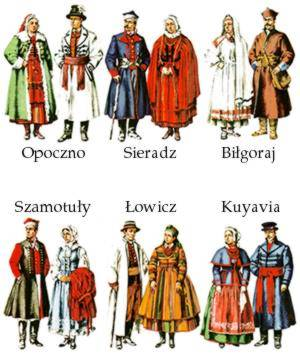 Opoczno Sieradz Biłgoraj
Szamotuły Łowicz Kuyavia